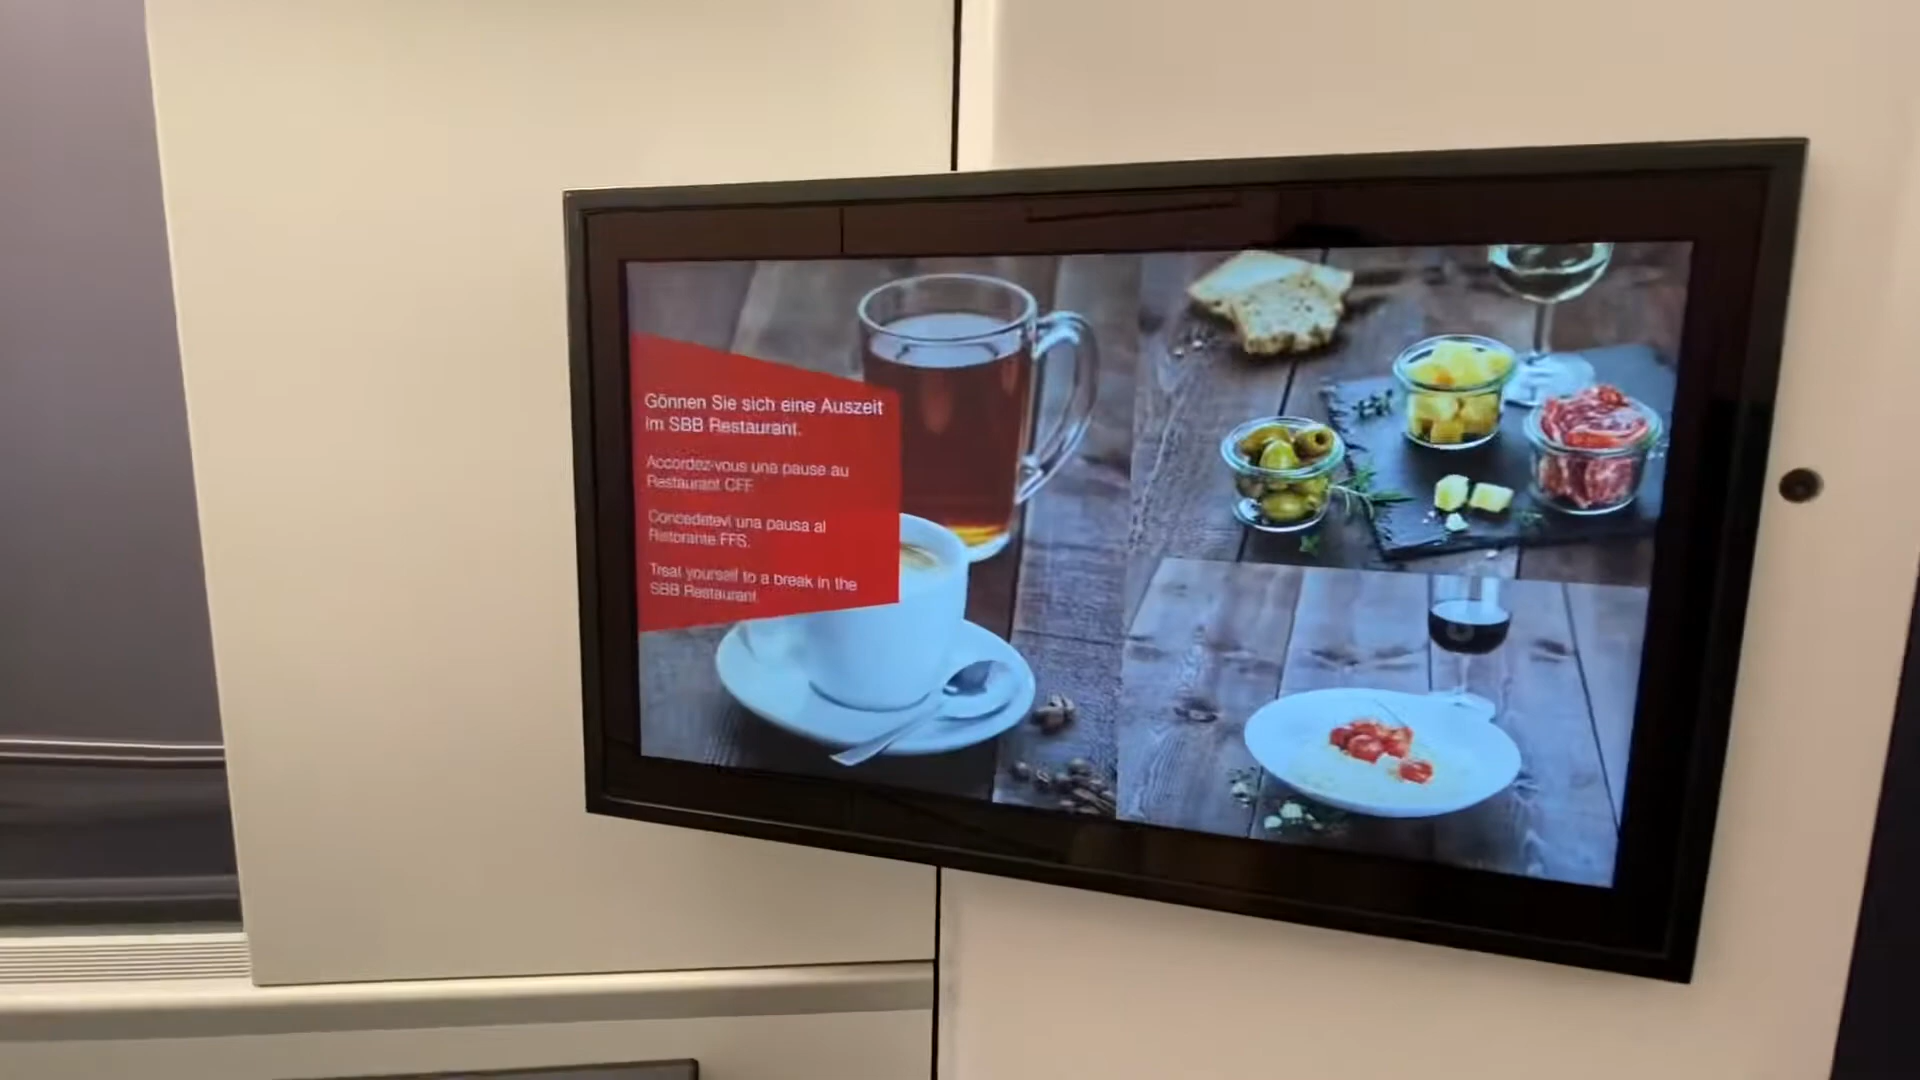 Gönnen Sie sich eine Auszeit
im SBB Restaurant.
Accordez-vous une pause au
Restaurant CFF.
Concedetevi una pausa al
Ristorante FFS.
Treat yourself to a break in the
SBB Restaurant.